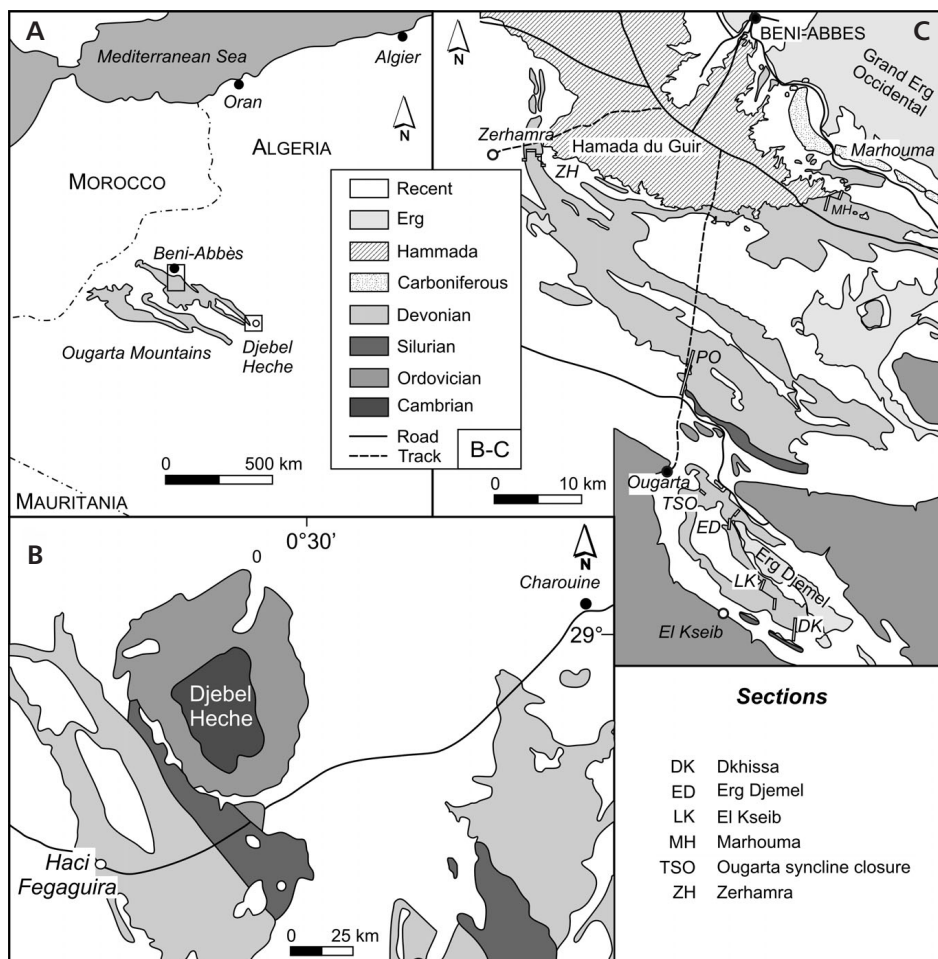 A
Mediterranean Sea
Algier
Oran
N
ALGERIA
MOROCCO
Beni-Abbès
Ougarta Mountains
Djebel
Heche
0 500 km
MAURITANIA
Recent
Erg
Hammada
Carboniferous
Devonian
Silurian
Ordovician
Cambrian
Road
Track
B-C
C
BENI-ABBES
N
Grand Erg
Occidental
Zerhamra
Hamada du Guir
Marhouma
ZH
MH
PO
0 10 km
Ougarta
TSO
ED
Erg Djemel
LK
El Kseib
DK
B
0°30’
0
N
Charouine
29°
Djebel
Heche
Haci
Fegaguira
0 25 km
Sections
DK Dkhissa
ED Erg Djemel
LK El Kseib
MH Marhouma
TSO Ougarta syncline closure
ZH Zerhamra